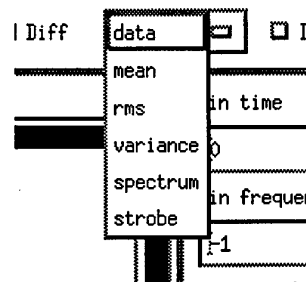 Diff
data
mean
rms
variance
spectrum
strobe
in time
0
in frequen
-1